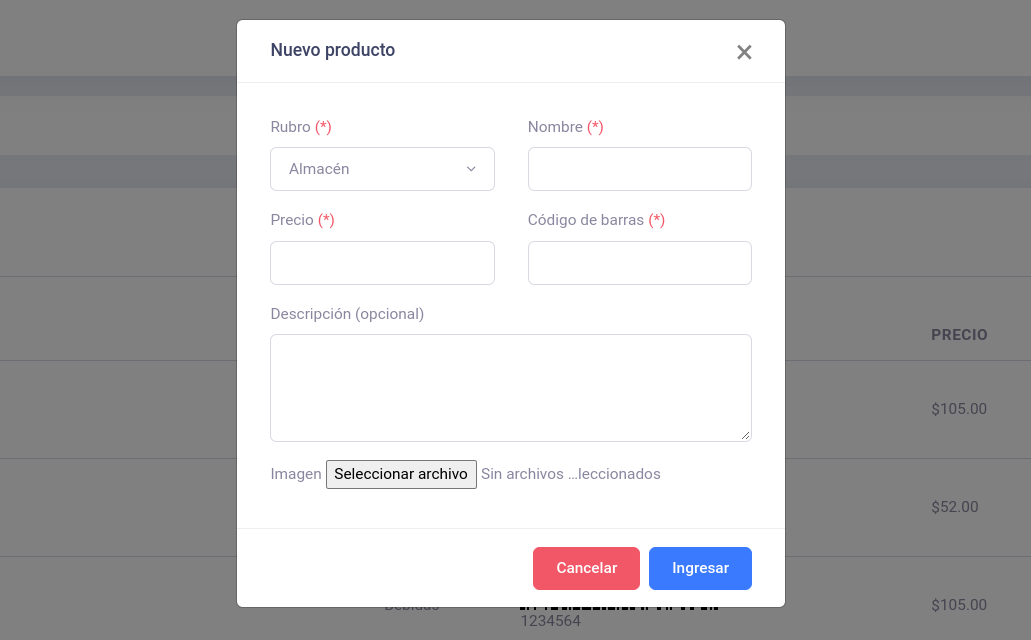 Nuevo producto
Rubro (*) Nombre (*)
Almacén
Precio (*) Código de barras (*)
Descripción (opcional)
PRECIO
$105.00
Imagen Seleccionar archivo Sin archivos ...leccionados
$52.00
Cancelar Ingresar
Bebidas $105.00
1234564